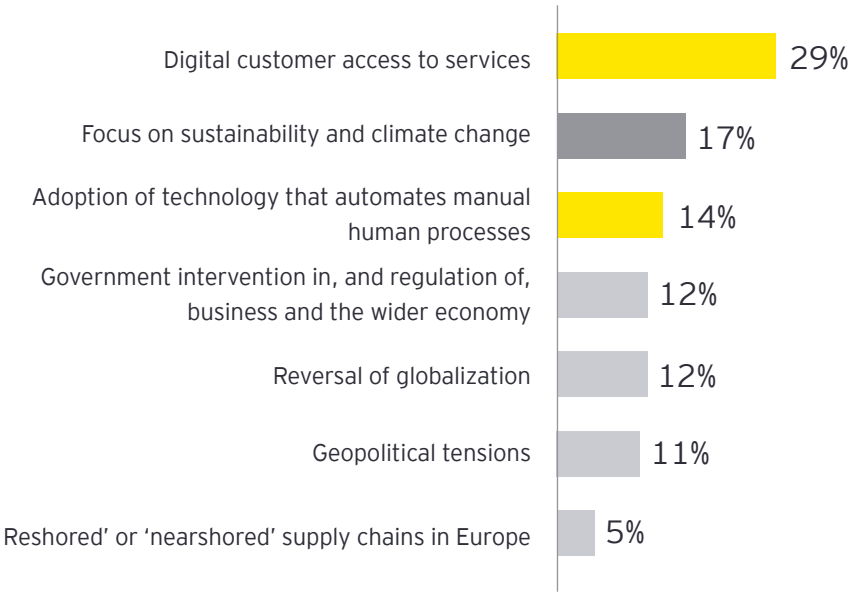 Digital customer access to services 29%
Focus on sustainability and climate change 17%
Adoption of technology that automates manual
human processes 14%
Government intervention in, and regulation of,
business and the wider economy 12%
Reversal of globalization 12%
Geopolitical tensions 11%
Reshored’ or ‘nearshored’ supply chains in Europe 5%